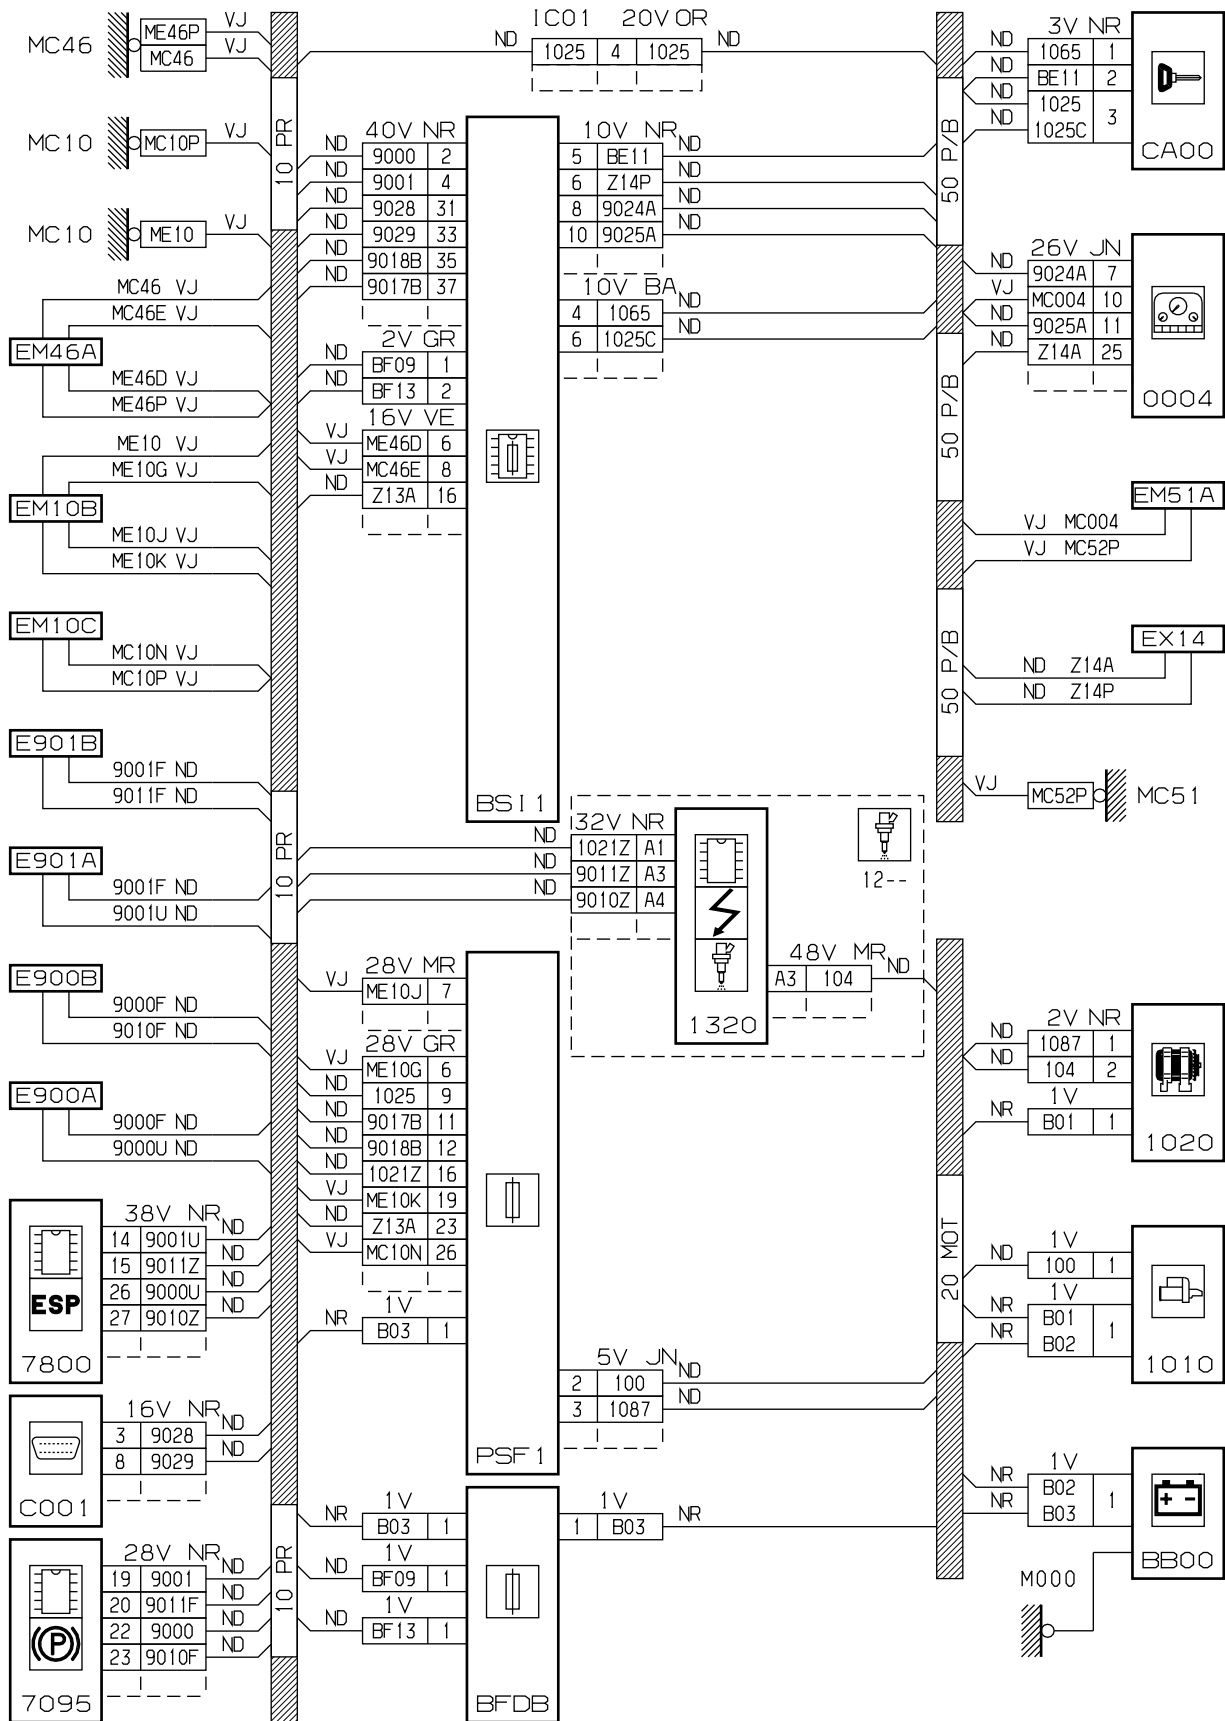 MC46
ME46P VJ
MC46 VJ
MC10
MC10P VJ
MC10
ME10 VJ
MC46 VJ
MC46E VJ
EM46A
ME46D VJ
ME46P VJ
ME10 VJ
ME10G VJ
EM10B
ME10J VJ
ME10K VJ
EM10C
MC10N VJ
MC10P VJ
E901B
9001F ND
9011F ND
E901A
9001F ND
9001U ND
E900B
9000F ND
9010F ND
E900A
9000F ND
9000U ND
38V NR
14 9001U ND
15 9011Z ND
26 9000U ND
27 9010Z ND
ESP
7800
16V NR
3 9028 ND
8 9029 ND
C001
28V NR
19 9001 ND
20 9011F ND
22 9000 ND
23 9010F ND
P
7095
10 PR
10 PR
10 PR
IC01 20V OR
ND 1025 4 1025 ND
40V NR
ND 9000 2
ND 9001 4
ND 9028 31
ND 9029 33
ND 9018B 35
ND 9017B 37
2V GR
ND BF09 1
ND BF13 2
16V VE
VJ ME46D 6
VJ MC46E 8
ND Z13A 16
BSI1
10V NR
5 BE11 ND
6 Z14P ND
8 9024A ND
10 9025A ND
10V BA
4 1065 ND
6 1025C ND
32V NR
ND 1021Z A1
ND 9011Z A3
ND 9010Z A4
1320
12--
48V MR
A3 104 ND
28V MR
VJ ME10J 7
28V GR
VJ ME10G 6
ND 1025 9
ND 9017B 11
ND 9018B 12
ND 1021Z 16
VJ ME10K 19
ND Z13A 23
VJ MC10N 26
1V
NR B03 1
PSF1
5V JN
2 100 ND
3 1087 ND
1V
NR B03 1
1V
ND BF09 1
1V
ND BF13 1
BFDB
1V
1 B03 NR
50 P/B
50 P/B
50 P/B
20 MOT
3V NR
ND 1065 1
ND BE11 2
ND 1025
ND 1025C 3
CA00
26V JN
ND 9024A 7
VJ MC004 10
ND 9025A 11
ND Z14A 25
0004
EM51A
VJ MC004
VJ MC52P
EX14
ND Z14A
ND Z14P
VJ MC52P MC51
2V NR
ND 1087 1
ND 104 2
1V
NR B01 1
1020
1V
ND 100 1
1V
NR B01
NR B02 1
1010
1V
NR B02
NR B03 1
+ -
BB00
M000